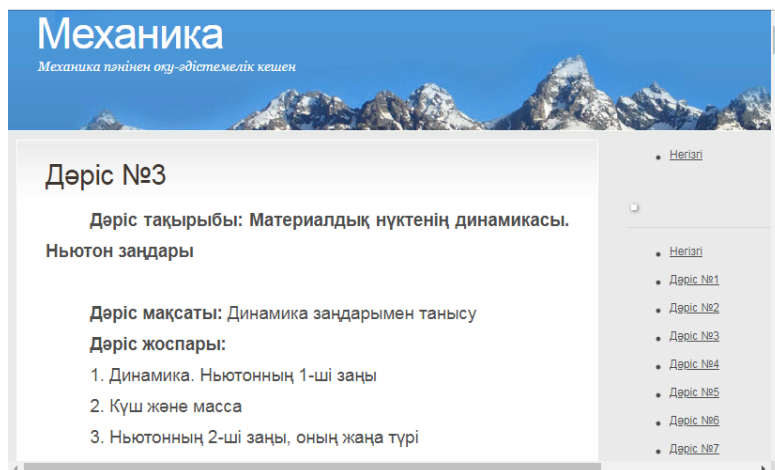 Механика
Механика пәнінен оқу-әдістемелік кешен
Дәріс №3
Дәріс тақырыбы: Материалдық нүктенің динамикасы.
Ньютон заңдары
Дәріс мақсаты: Динамика заңдарымен танысу
Дәріс жоспары:
1. Динамика. Ньютонның 1-ші заңы
2. Күш және масса
3. Ньютонның 2-ші заңы, оның жаңа түрі
Негізгі
Негізгі
Дәріс №1
Дәріс №2
Дәріс №3
Дәріс №4
Дәріс №5
Дәріс №6
Дәріс №7